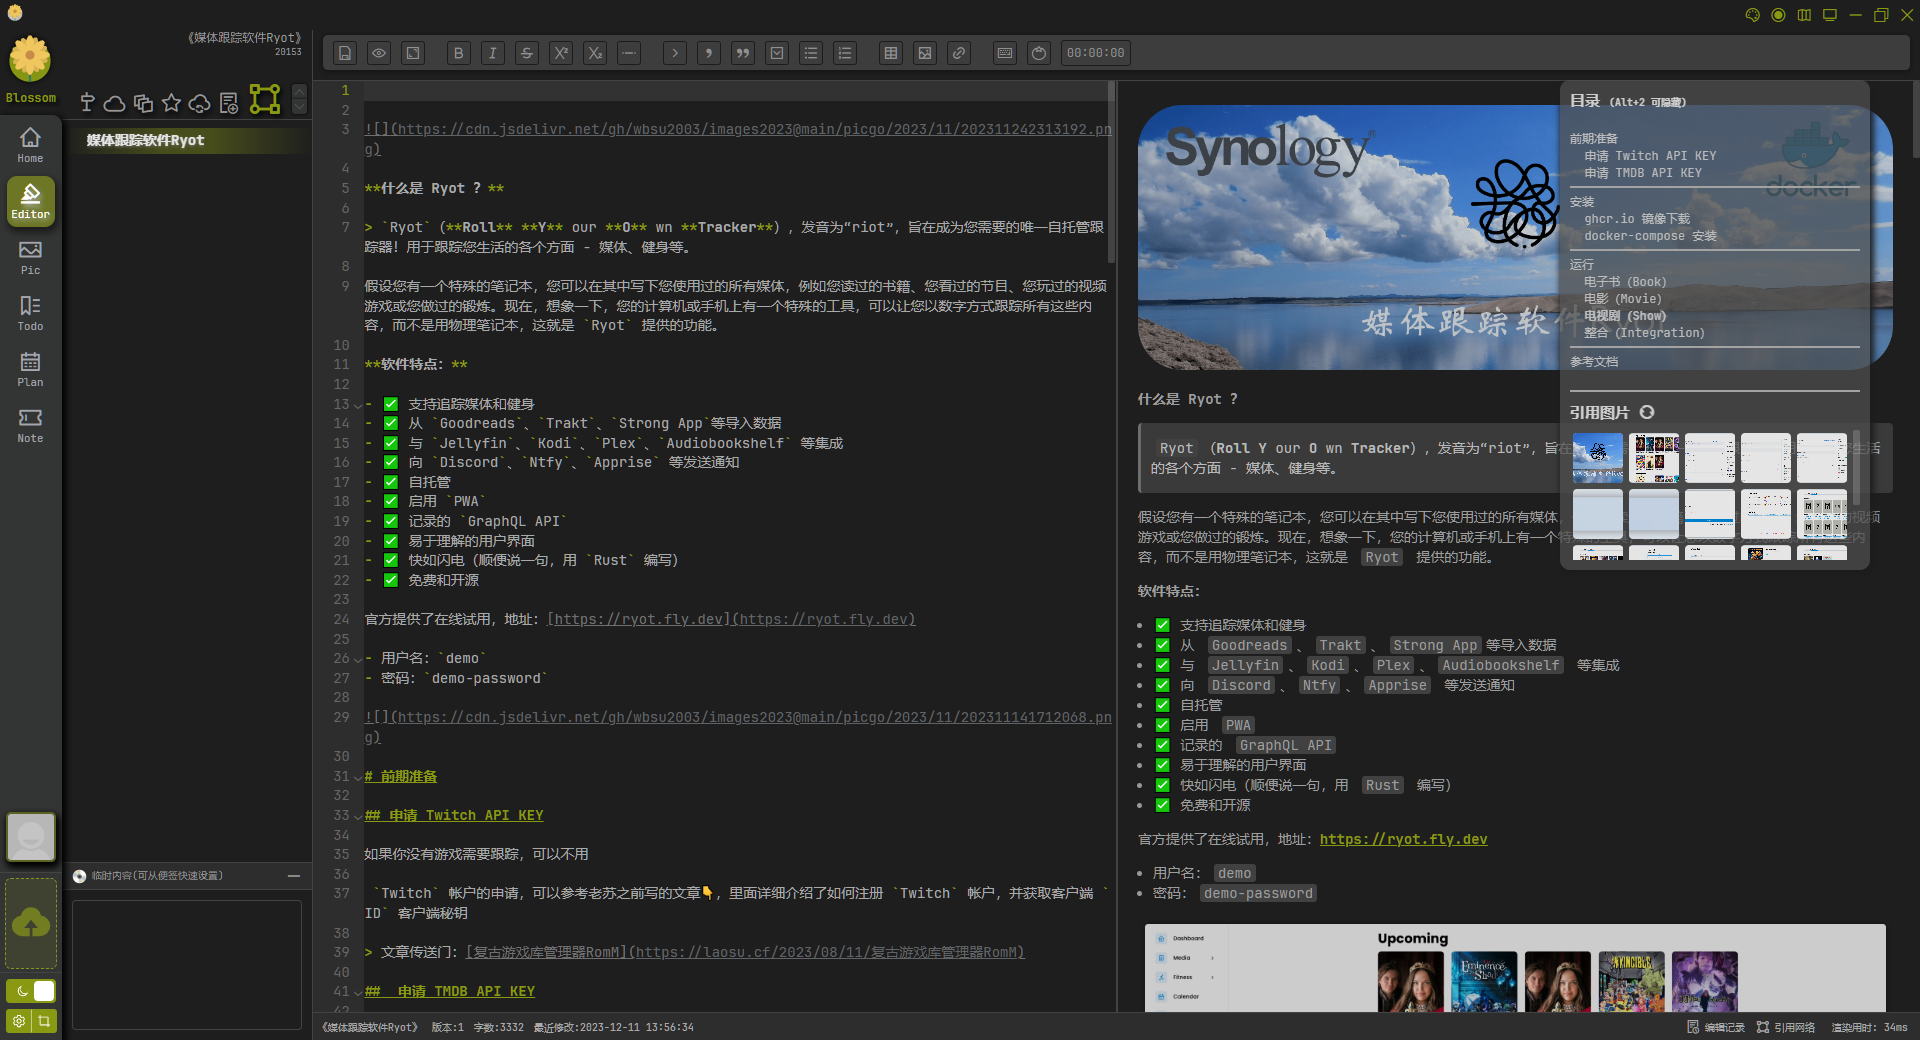 《媒体跟踪软件Ryot》
20153
Blossom
Home
Editor
Pic
Todo
Plan
Note
媒体跟踪软件Ryot
临时内容(可从便签快速设置)
B
I
S
X²
X₂
00:00:00
1
2
3 ![](https://cdn.jsdelivr.net/gh/wbsu2003/images2023@main/picgo/2023/11/202311242313192.pn
g)
4
5 **什么是 Ryot ？**
6
7 > `Ryot`（**Roll** **Y** our **O** wn **Tracker**），发音为“riot”，旨在成为您需要的唯一自托管跟
踪器！用于跟踪您生活的各个方面 - 媒体、健身等。
8
9 假设您有一个特殊的笔记本，您可以在其中写下您使用过的所有媒体，例如您读过的书籍、您看过的节目、您玩过的视频
游戏或您做过的锻炼。现在，想象一下，您的计算机或手机上有一个特殊的工具，可以让您以数字方式跟踪所有这些内
容，而不是用物理笔记本，这就是 `Ryot` 提供的功能。
10
11 **软件特点：**
12
13 - ✅ 支持追踪媒体和健身
14 - ✅ 从 `Goodreads`、`Trakt`、`Strong App`等导入数据
15 - ✅ 与 `Jellyfin`、`Kodi`、`Plex`、`Audiobookshelf` 等集成
16 - ✅ 向 `Discord`、`Ntfy`、`Apprise` 等发送通知
17 - ✅ 自托管
18 - ✅ 启用 `PWA`
19 - ✅ 记录的 `GraphQL API`
20 - ✅ 易于理解的用户界面
21 - ✅ 快如闪电（顺便说一句，用 `Rust` 编写）
22 - ✅ 免费和开源
23
24 官方提供了在线试用，地址：[https://ryot.fly.dev](https://ryot.fly.dev)
25
26 - 用户名：`demo`
27 - 密码：`demo-password`
28
29 ![](https://cdn.jsdelivr.net/gh/wbsu2003/images2023@main/picgo/2023/11/202311141712068.pn
g)
30
31 # 前期准备
32
33 ## 申请 Twitch API KEY
34
35 如果你没有游戏需要跟踪，可以不用
36
37 `Twitch` 帐户的申请，可以参考老苏之前写的文章👇，里面详细介绍了如何注册 `Twitch` 帐户，并获取客户端 `
ID` 客户端秘钥
38
39 > 文章传送门：[复古游戏库管理器RomM](https://laosu.cf/2023/08/11/复古游戏库管理器RomM)
40
41 ## 申请 TMDB API KEY
42
Synology
docker
媒体跟踪软件Ryot
什么是 Ryot ？
Ryot （Roll Y our O wn Tracker），发音为“riot”，旨在
生活
的各个方面 - 媒体、健身等。
假设您有一个特殊的笔记本，您可以在其中写下您使用过的所有媒体，
视频
游戏或您做过的锻炼。现在，想象一下，您的计算机或手机上有一个特
内
容，而不是用物理笔记本，这就是 Ryot 提供的功能。
软件特点：
✅ 支持追踪媒体和健身
✅ 从 Goodreads 、 Trakt 、 Strong App 等导入数据
✅ 与 Jellyfin 、 Kodi 、 Plex 、 Audiobookshelf 等集成
✅ 向 Discord 、 Ntfy 、 Apprise 等发送通知
✅ 自托管
✅ 启用 PWA
✅ 记录的 GraphQL API
✅ 易于理解的用户界面
✅ 快如闪电（顺便说一句，用 Rust 编写）
✅ 免费和开源
官方提供了在线试用，地址：https://ryot.fly.dev
用户名： demo
密码： demo-password
Dashboard
Media
Fitness
Calendar
Upcoming
目录 (Alt+2 可隐藏)
前期准备
申请 Twitch API KEY
申请 TMDB API KEY
安装
ghcr.io 镜像下载
docker-compose 安装
运行
电子书（Book）
电影（Movie）
电视剧（Show）
整合（Integration）
参考文档
引用图片
《媒体跟踪软件Ryot》 版本:1 字数:3332 最近修改:2023-12-11 13:56:34
编辑记录 引用网络 渲染用时: 34ms